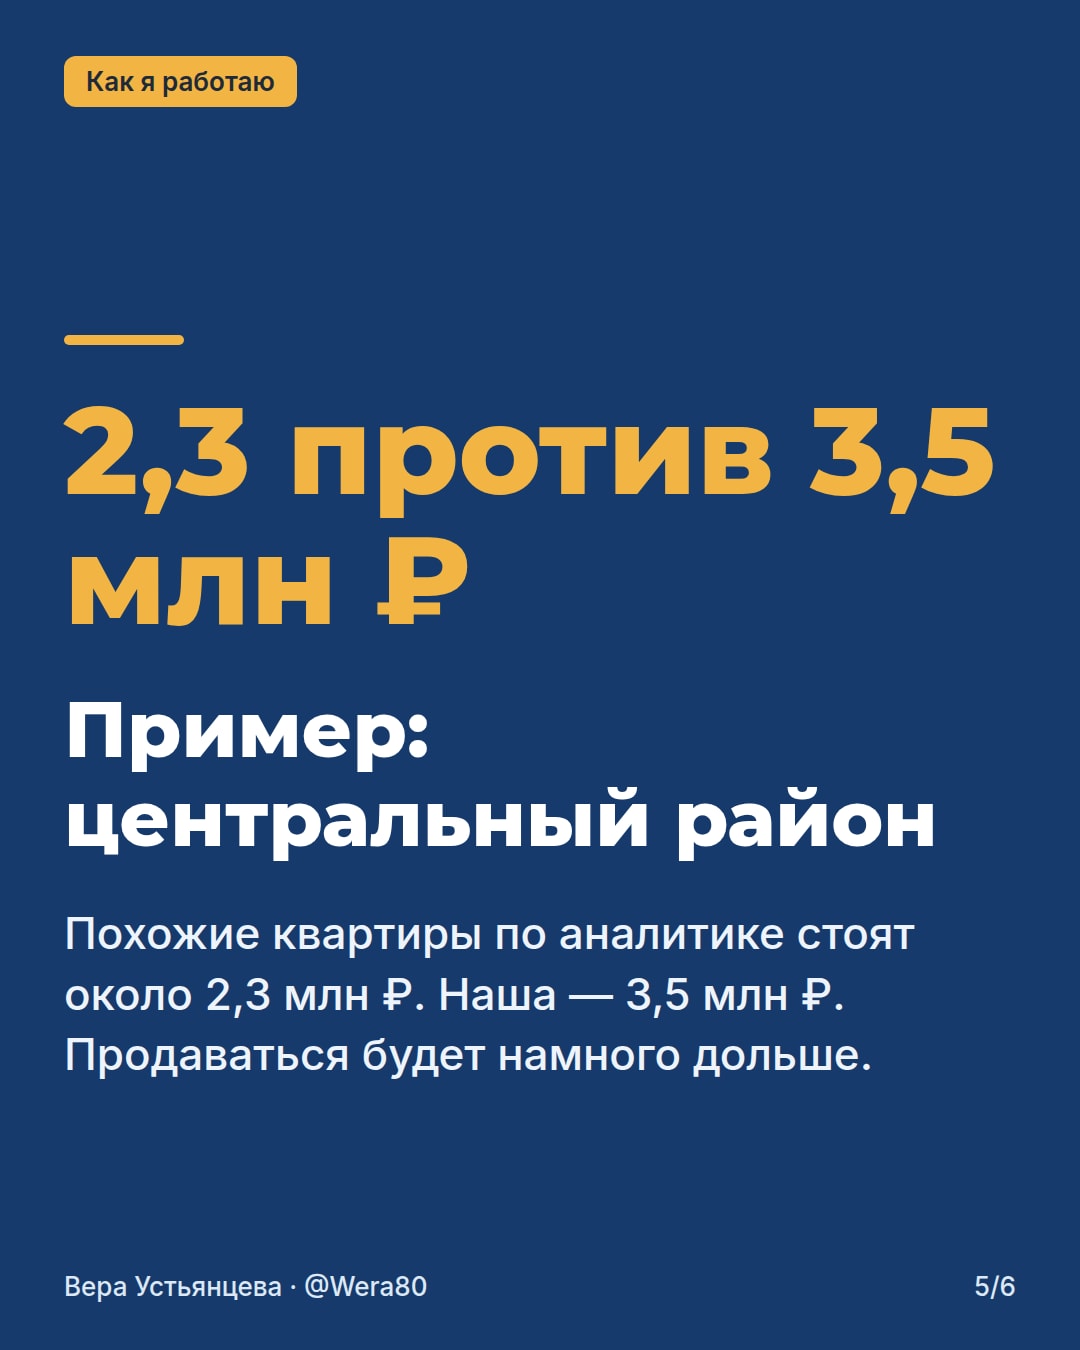 Как я работаю
2,3 против 3,5
млн ₽
Пример:
центральный район
Похожие квартиры по аналитике стоят
около 2,3 млн ₽. Наша — 3,5 млн ₽.
Продаваться будет намного дольше.
Вера Устьянцева · @Wera80
5/6